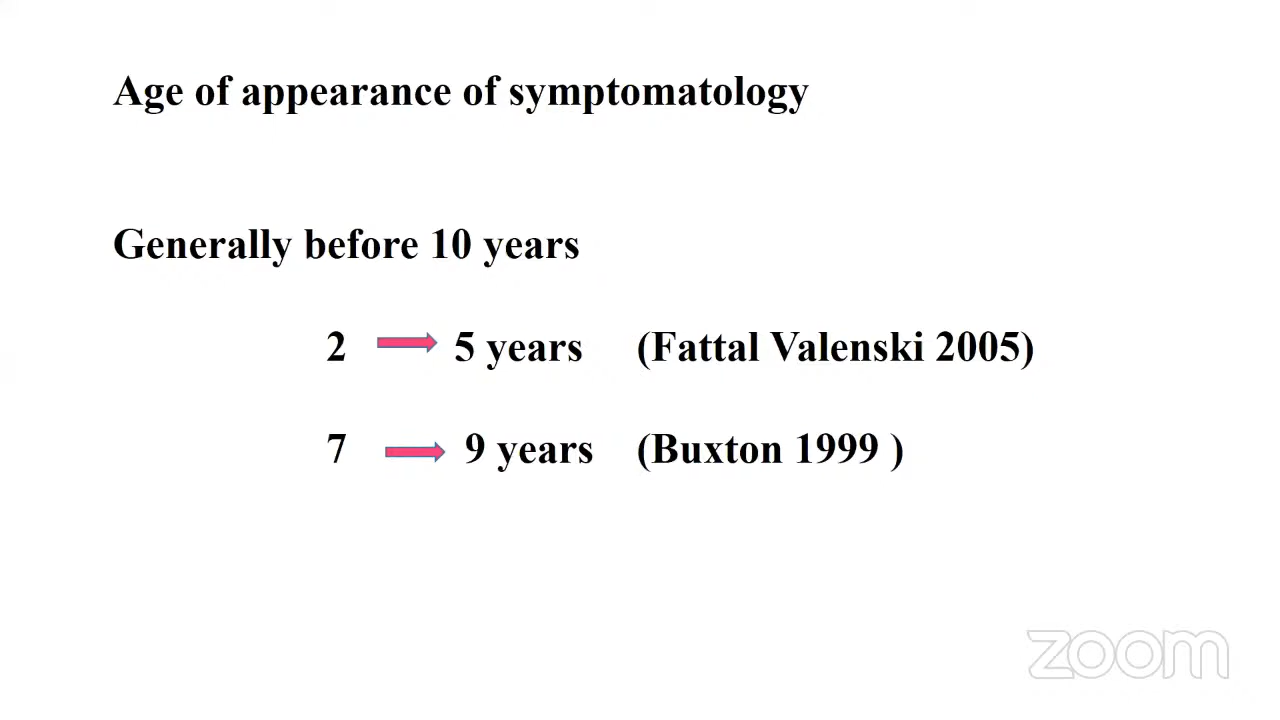 Age of appearance of symptomatology
Generally before 10 years
2 5 years (Fattal Valenski 2005)
7 9 years (Buxton 1999 )
zoom